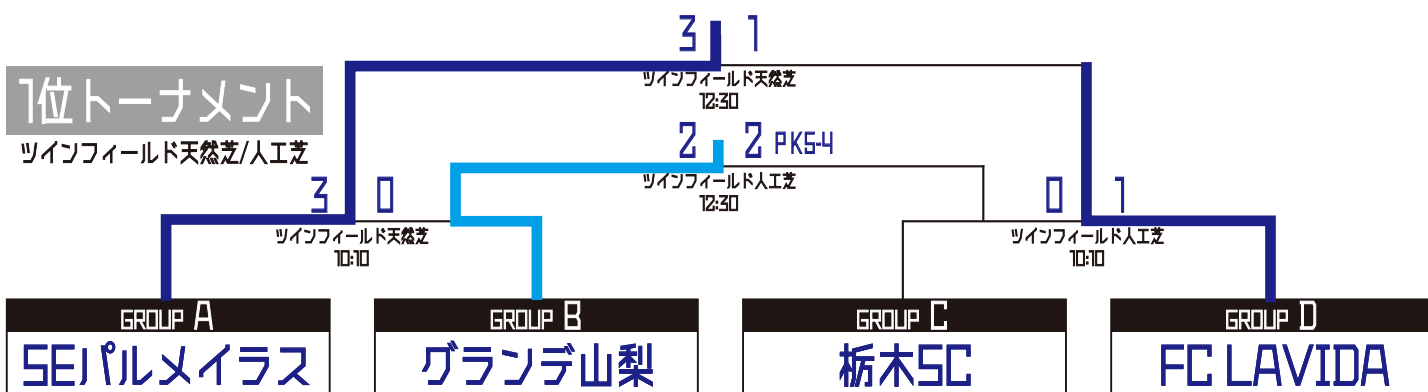 3 1
ツインフィールド天然芝
12:30
1位トーナメント
ツインフィールド天然芝/人工芝
2 2 PK5-4
ツインフィールド人工芝
12:30
3 0
ツインフィールド天然芝
10:10
0 1
ツインフィールド人工芝
10:10
GROUP A
SEパルメイラス
GROUP B
グランデ山梨
GROUP C
栃木SC
GROUP D
FC LAVIDA